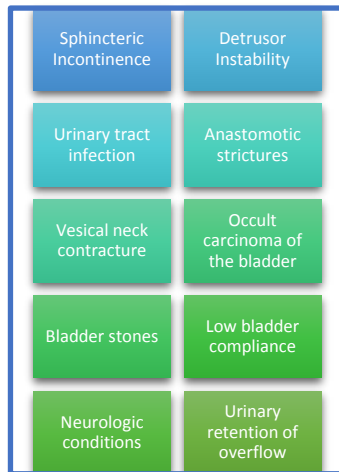 Sphincteric
Incontinence
Detrusor
Instability
Urinary tract
infection
Anastomotic
strictures
Vesical neck
contracture
Occult
carcinoma of
the bladder
Bladder stones
Low bladder
compliance
Neurologic
conditions
Urinary
retention of
overflow